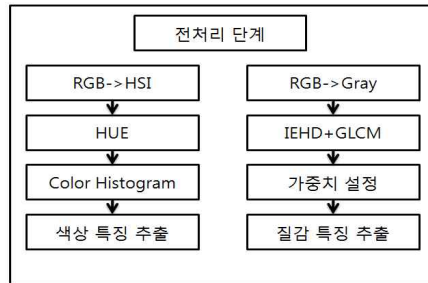 전처리 단계
RGB->HSI
HUE
Color Histogram
색상 특징 추출
RGB->Gray
IEHD+GLCM
가중치 설정
질감 특징 추출